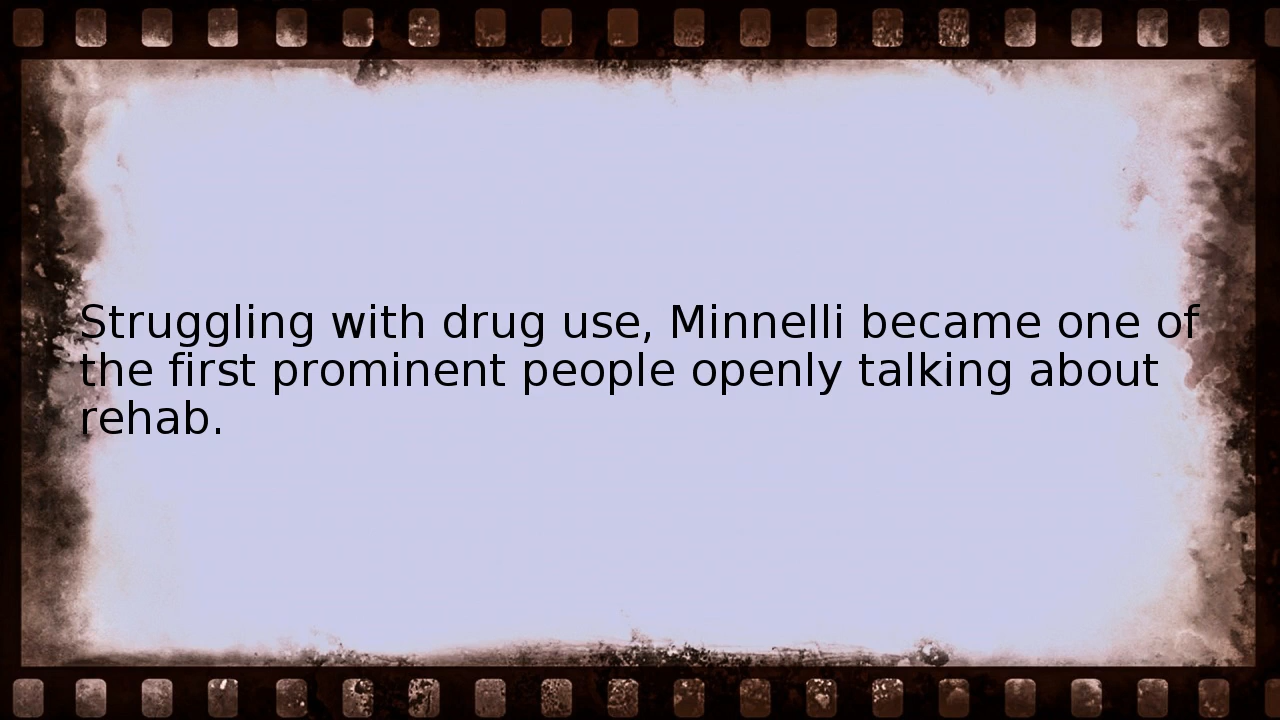 Struggling with drug use, Minnelli became one of
the first prominent people openly talking about
rehab.